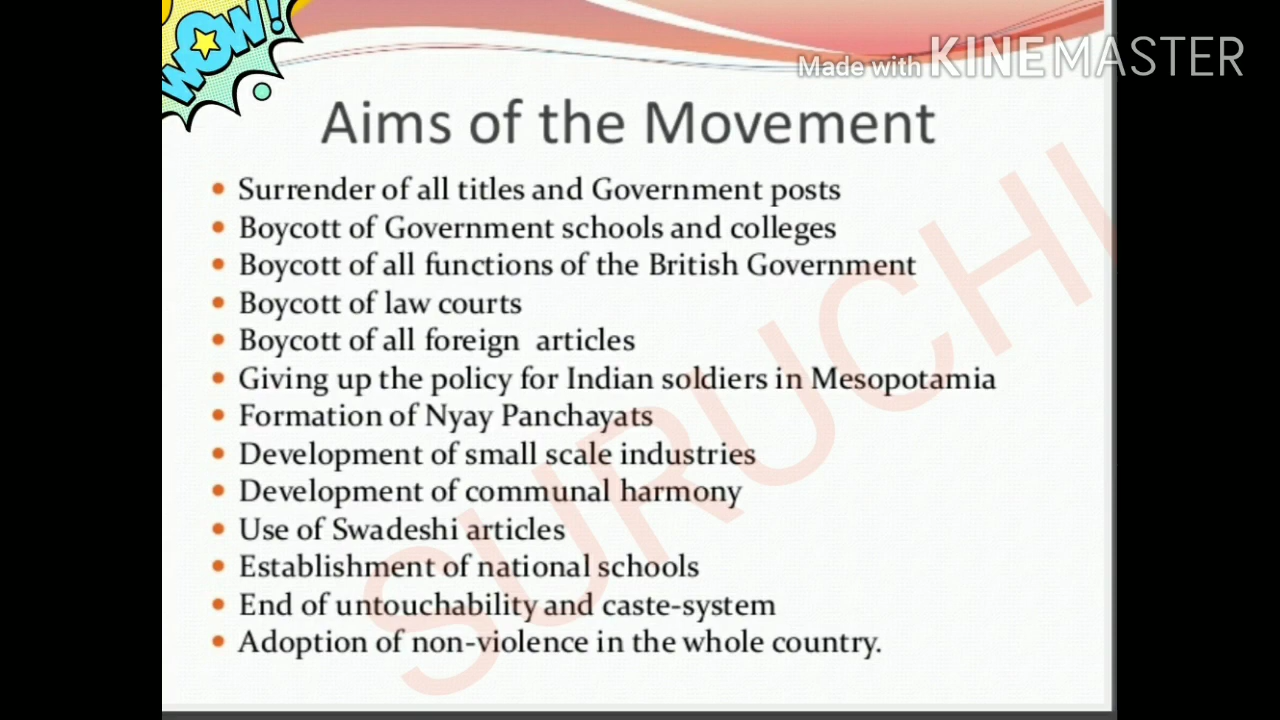 WOW!
Made with KINEMASTER
Aims of the Movement
• Surrender of all titles and Government posts
• Boycott of Government schools and colleges
• Boycott of all functions of the British Government
• Boycott of law courts
• Boycott of all foreign articles
• Giving up the policy for Indian soldiers in Mesopotamia
• Formation of Nyay Panchayats
• Development of small scale industries
• Development of communal harmony
• Use of Swadeshi articles
• Establishment of national schools
• End of untouchability and caste-system
• Adoption of non-violence in the whole country.
SURUCHI